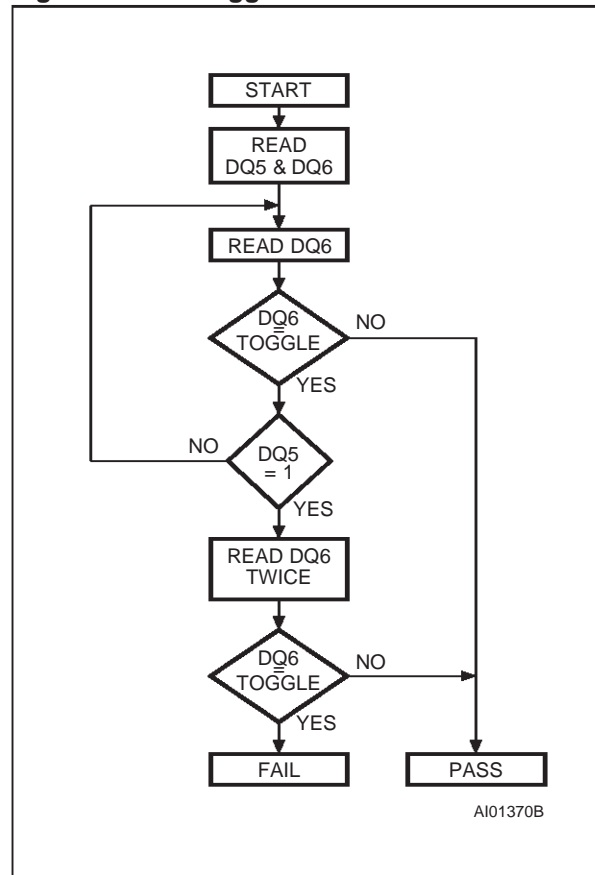 START
READ
DQ5 & DQ6
READ DQ6
DQ6
=
TOGGLE
NO
YES
NO
DQ5
= 1
YES
READ DQ6
TWICE
DQ6
=
TOGGLE
NO
YES
FAIL
PASS
AI01370B